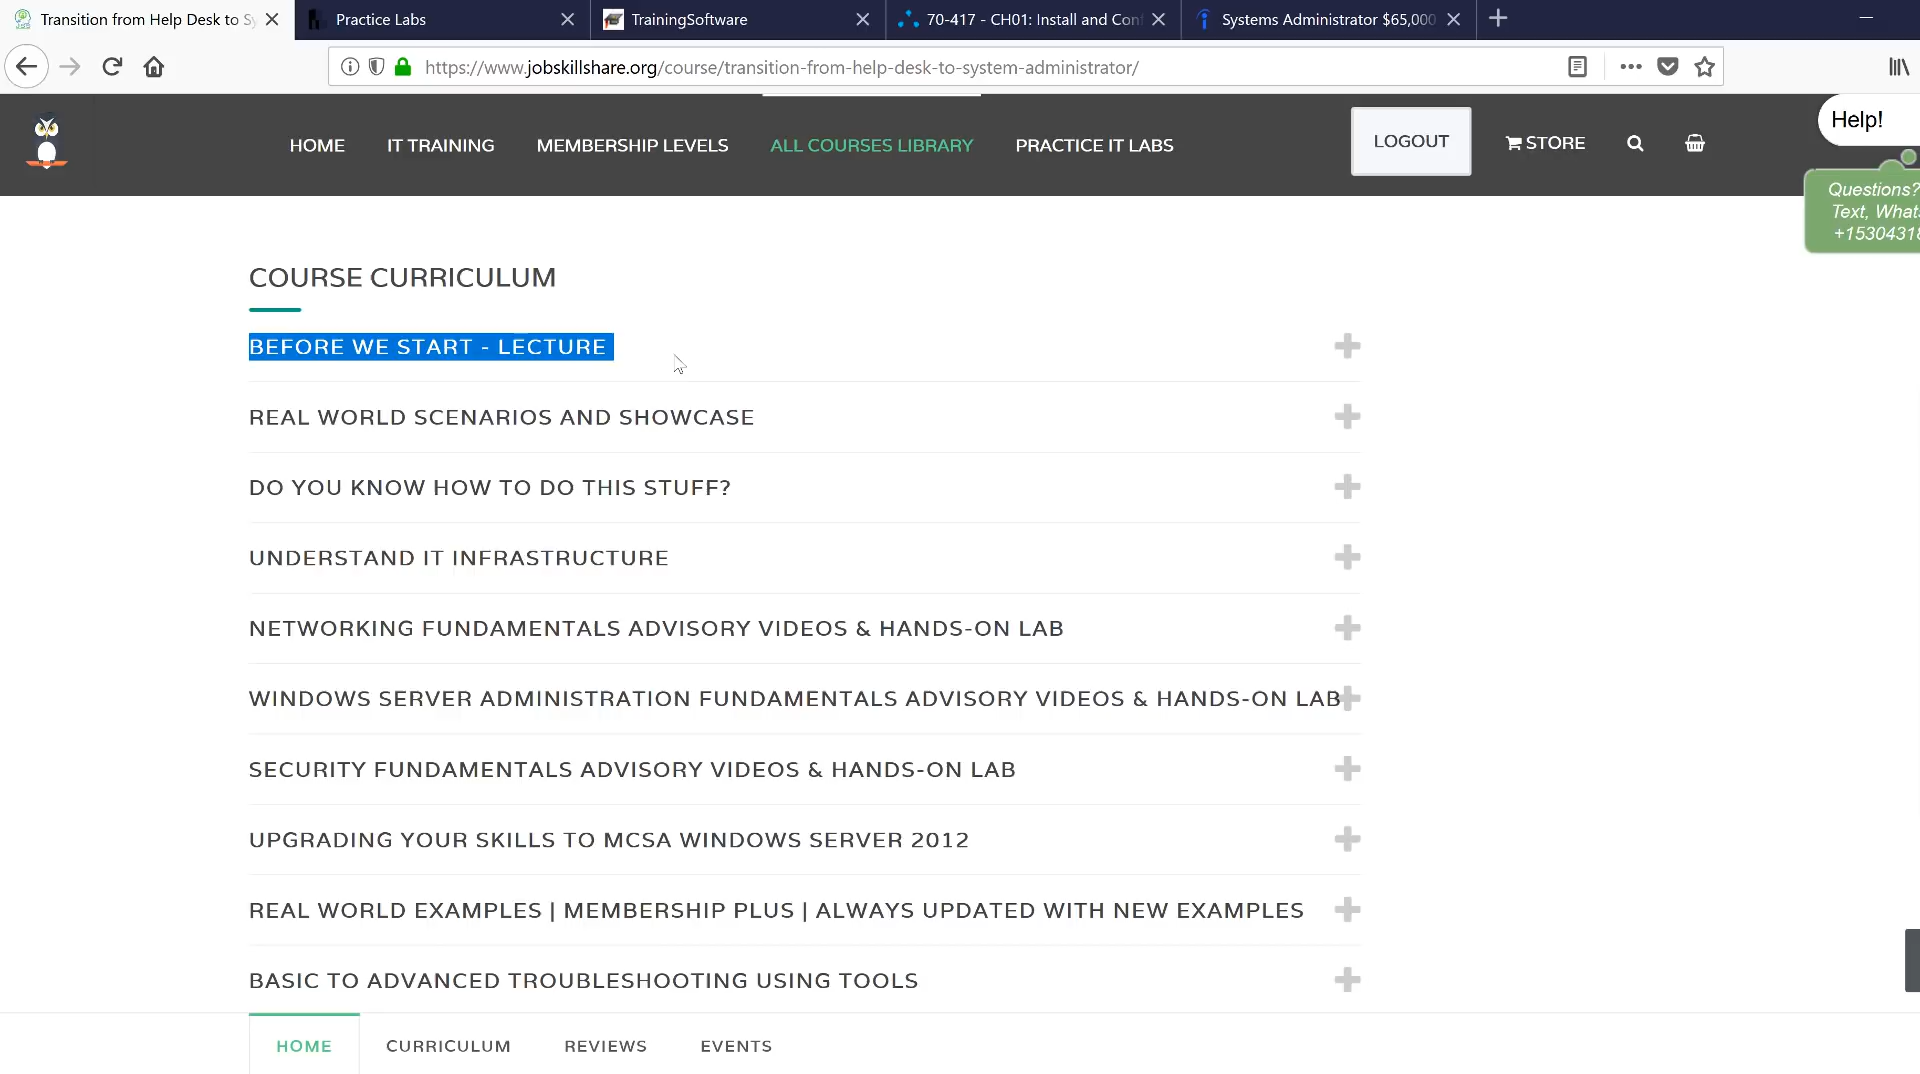 Transition from Help Desk to Sy
Practice Labs
TrainingSoftware
70-417 - CH01: Install and Conf
Systems Administrator $65,000
https://www.jobskillshare.org/course/transition-from-help-desk-to-system-administrator/
HOME
IT TRAINING
MEMBERSHIP LEVELS
ALL COURSES LIBRARY
PRACTICE IT LABS
LOGOUT
STORE
Help!
Questions?
Text, Whats
+15304318
COURSE CURRICULUM
BEFORE WE START - LECTURE
REAL WORLD SCENARIOS AND SHOWCASE
DO YOU KNOW HOW TO DO THIS STUFF?
UNDERSTAND IT INFRASTRUCTURE
NETWORKING FUNDAMENTALS ADVISORY VIDEOS & HANDS-ON LAB
WINDOWS SERVER ADMINISTRATION FUNDAMENTALS ADVISORY VIDEOS & HANDS-ON LAB
SECURITY FUNDAMENTALS ADVISORY VIDEOS & HANDS-ON LAB
UPGRADING YOUR SKILLS TO MCSA WINDOWS SERVER 2012
REAL WORLD EXAMPLES | MEMBERSHIP PLUS | ALWAYS UPDATED WITH NEW EXAMPLES
BASIC TO ADVANCED TROUBLESHOOTING USING TOOLS
HOME
CURRICULUM
REVIEWS
EVENTS